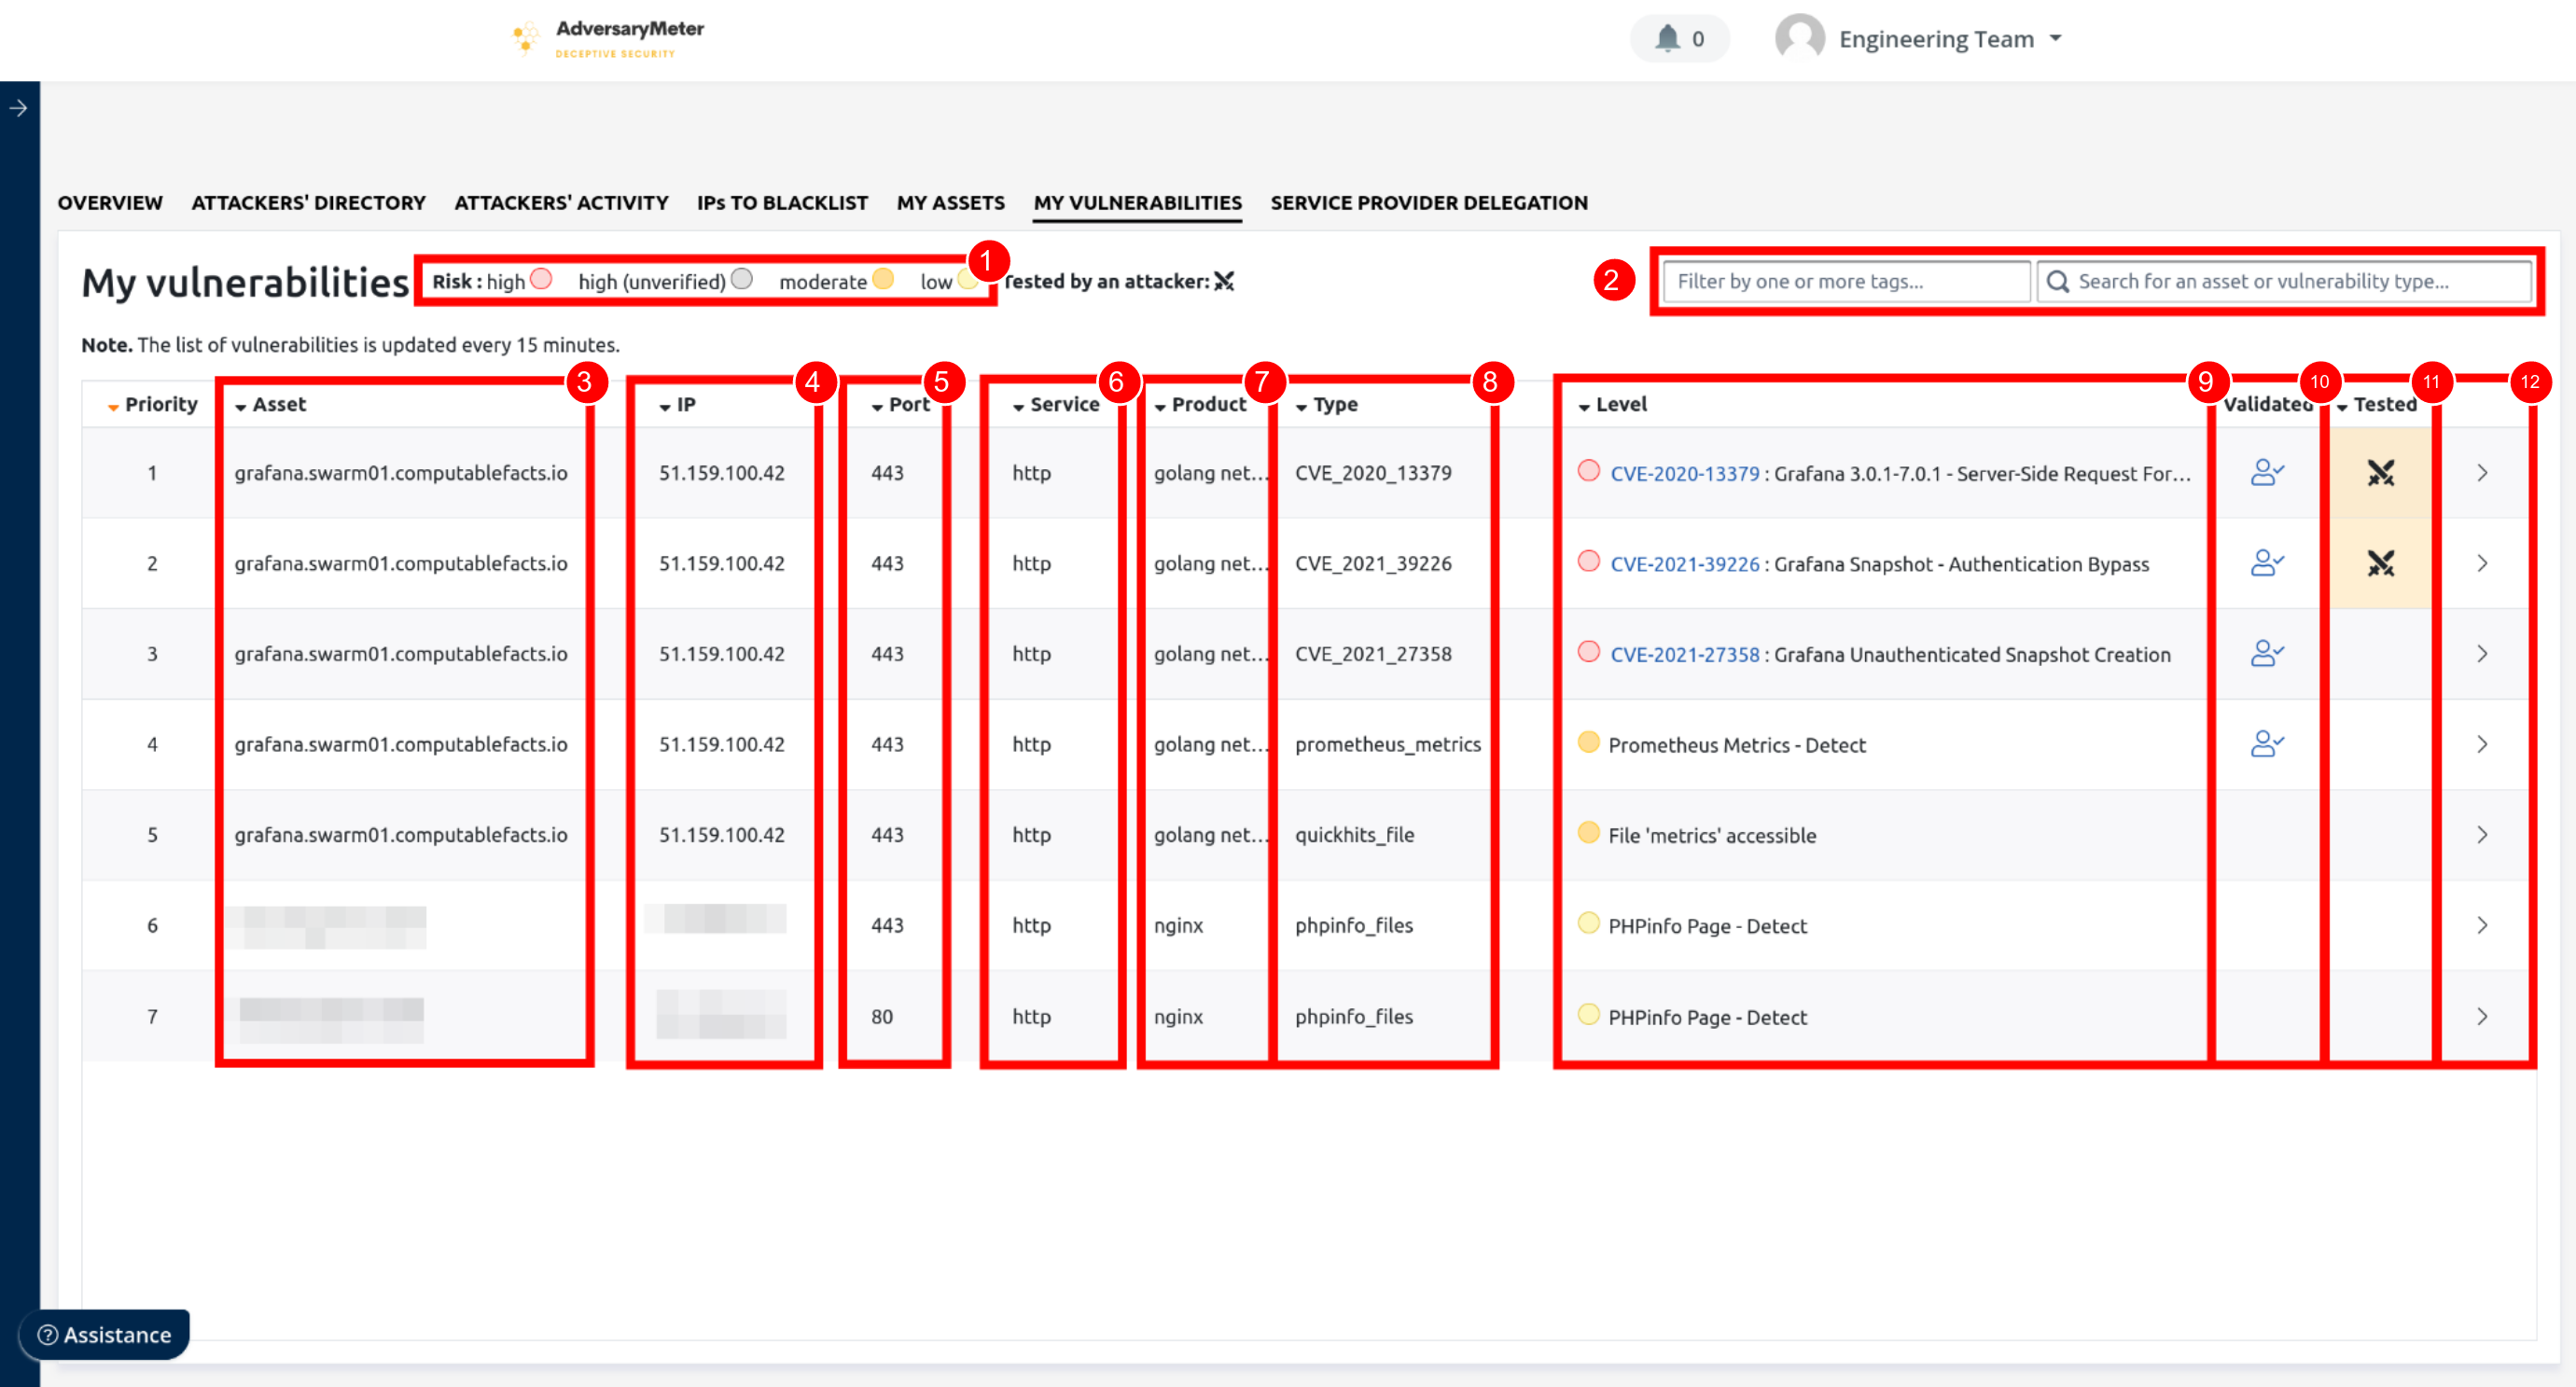 AdversaryMeter
DECEPTIVE SECURITY
0
Engineering Team
OVERVIEW ATTACKERS' DIRECTORY ATTACKERS' ACTIVITY IPs TO BLACKLIST MY ASSETS MY VULNERABILITIES SERVICE PROVIDER DELEGATION
My vulnerabilities Risk : high high (unverified) moderate low 1 Tested by an attacker: 2 Filter by one or more tags... Search for an asset or vulnerability type...
Note. The list of vulnerabilities is updated every 15 minutes.
3 4 5 6 7 8 9 10 11 12
Priority Asset IP Port Service Product Type Level Validated Tested
1 grafana.swarm01.computablefacts.io 51.159.100.42 443 http golang net... CVE_2020_13379 CVE-2020-13379 : Grafana 3.0.1-7.0.1 - Server-Side Request For...
2 grafana.swarm01.computablefacts.io 51.159.100.42 443 http golang net... CVE_2021_39226 CVE-2021-39226 : Grafana Snapshot - Authentication Bypass
3 grafana.swarm01.computablefacts.io 51.159.100.42 443 http golang net... CVE_2021_27358 CVE-2021-27358 : Grafana Unauthenticated Snapshot Creation
4 grafana.swarm01.computablefacts.io 51.159.100.42 443 http golang net... prometheus_metrics Prometheus Metrics - Detect
5 grafana.swarm01.computablefacts.io 51.159.100.42 443 http golang net... quickhits_file File 'metrics' accessible
6 443 http nginx phpinfo_files PHPinfo Page - Detect
7 80 http nginx phpinfo_files PHPinfo Page - Detect
Assistance